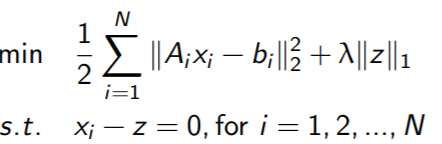 min 1/2 ∑_{i=1}^{N} ‖A_i x_i − b_i‖_2^2 + λ‖z‖_1
s.t. x_i − z = 0, for i = 1, 2, ..., N